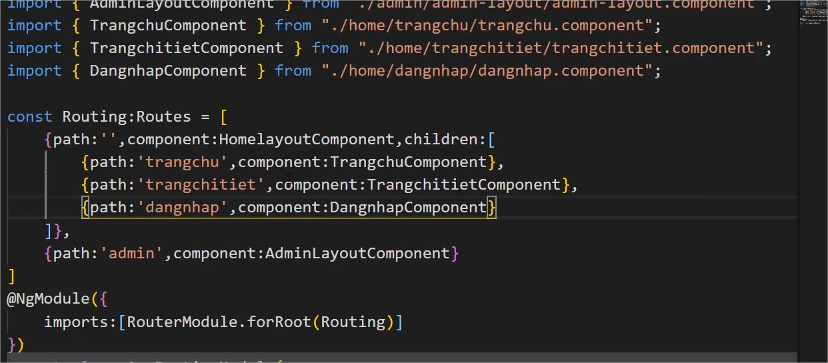 import { AdminLayoutComponent } from "./admin/admin-layout/admin-layout.component";
import { TrangchuComponent } from "./home/trangchu/trangchu.component";
import { TrangchitietComponent } from "./home/trangchitiet/trangchitiet.component";
import { DangnhapComponent } from "./home/dangnhap/dangnhap.component";
const Routing:Routes = [
{path:'',component:HomelayoutComponent,children:[
{path:'trangchu',component:TrangchuComponent},
{path:'trangchitiet',component:TrangchitietComponent},
{path:'dangnhap',component:DangnhapComponent}
]},
{path:'admin',component:AdminLayoutComponent}
]
@NgModule({
imports:[RouterModule.forRoot(Routing)]
})